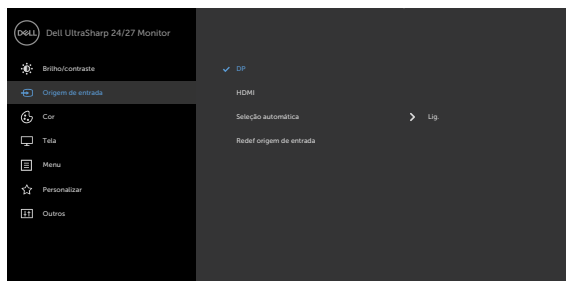 DELL
Dell UltraSharp 24/27 Monitor
Brilho/contraste
Origem de entrada
Cor
Tela
Menu
Personalizar
Outros
DP
HDMI
Seleção automática Lig.
Redef origem de entrada